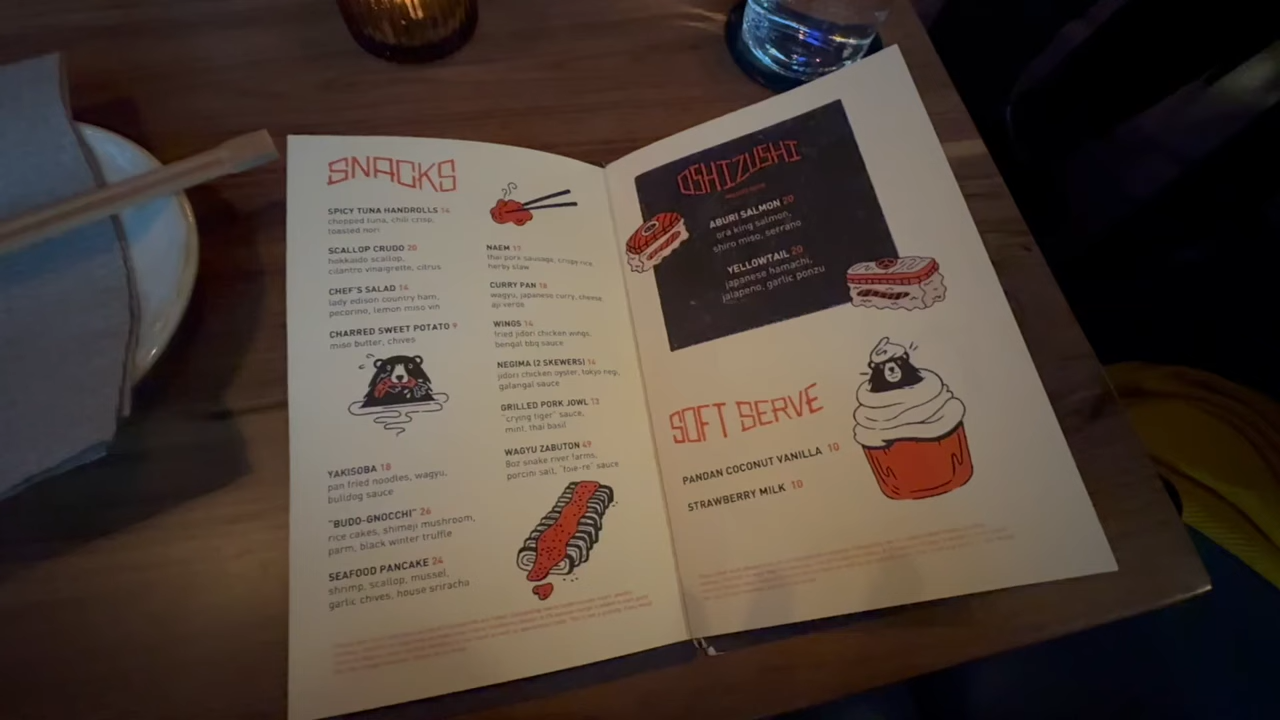 SNACKS
SPICY TUNA HANDROLLS 14
chopped tuna, chili crisp,
toasted nori
SCALLOP CRUDO 20
hokkaido scallop,
cilantro vinaigrette, citrus
CHEF'S SALAD 14
lady edison country ham,
pecorino, lemon miso vin
CHARRED SWEET POTATO 9
miso butter, chives
YAKISOBA 18
pan fried noodles, wagyu,
bulldog sauce
"BUDO-GNOCCHI" 26
rice cakes, shimeji mushroom,
parm, black winter truffle
SEAFOOD PANCAKE 24
shrimp, scallop, mussel,
garlic chives, house sriracha
NAEM
thai pork sausage, crispy rice,
herby slaw
CURRY PAN 18
wagyu, japanese curry, cheese,
aji verde
WINGS 14
fried jidori chicken wings,
bengal bbq sauce
NEGIMA (2 SKEWERS) 14
jidori chicken oyster, tokyo negi,
galangal sauce
GRILLED PORK JOWL 13
"crying tiger" sauce,
mint, thai basil
WAGYU ZABUTON 49
8oz snake river farms,
porcini salt, "foie-re" sauce
OSHIZUSHI
ABURI SALMON 20
ora king salmon,
shiro miso, serrano
YELLOWTAIL 20
japanese hamachi,
jalapeno, garlic ponzu
SOFT SERVE
PANDAN COCONUT VANILLA 10
STRAWBERRY MILK 10